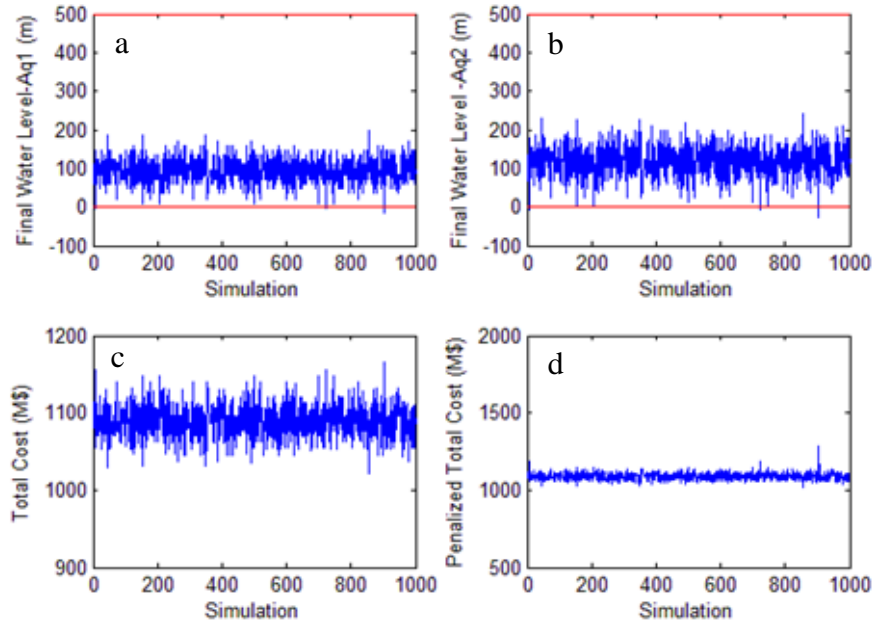 a
Final Water Level-Aq1 (m)
500
400
300
200
100
0
-100
0 200 400 600 800 1000
Simulation
b
Final Water Level -Aq2 (m)
500
400
300
200
100
0
-100
0 200 400 600 800 1000
Simulation
c
Total Cost (M$)
1200
1100
1000
900
0 200 400 600 800 1000
Simulation
d
Penalized Total Cost (M$)
2000
1500
1000
500
0 200 400 600 800 1000
Simulation